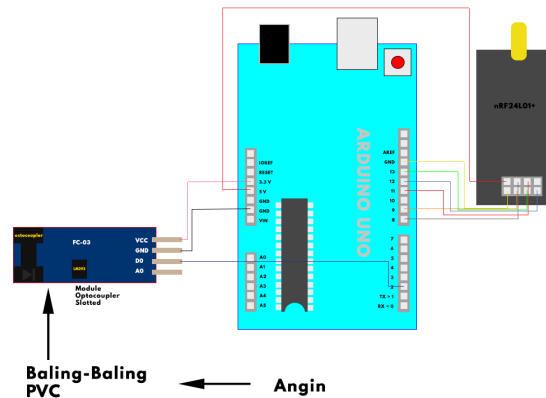 nRF24L01+
ARDUINO UNO
AREF
GND
13
12
11
10
9
8
7
6
5
4
3
2
TX > 1
RX < 0
IOREF
RESET
3.3 V
5 V
GND
GND
VIN
A0
A1
A2
A3
A4
A5
FC-03
VCC
GND
D0
A0
LM393
Module
Optocoupler
Slotted
Baling-Baling
PVC
Angin